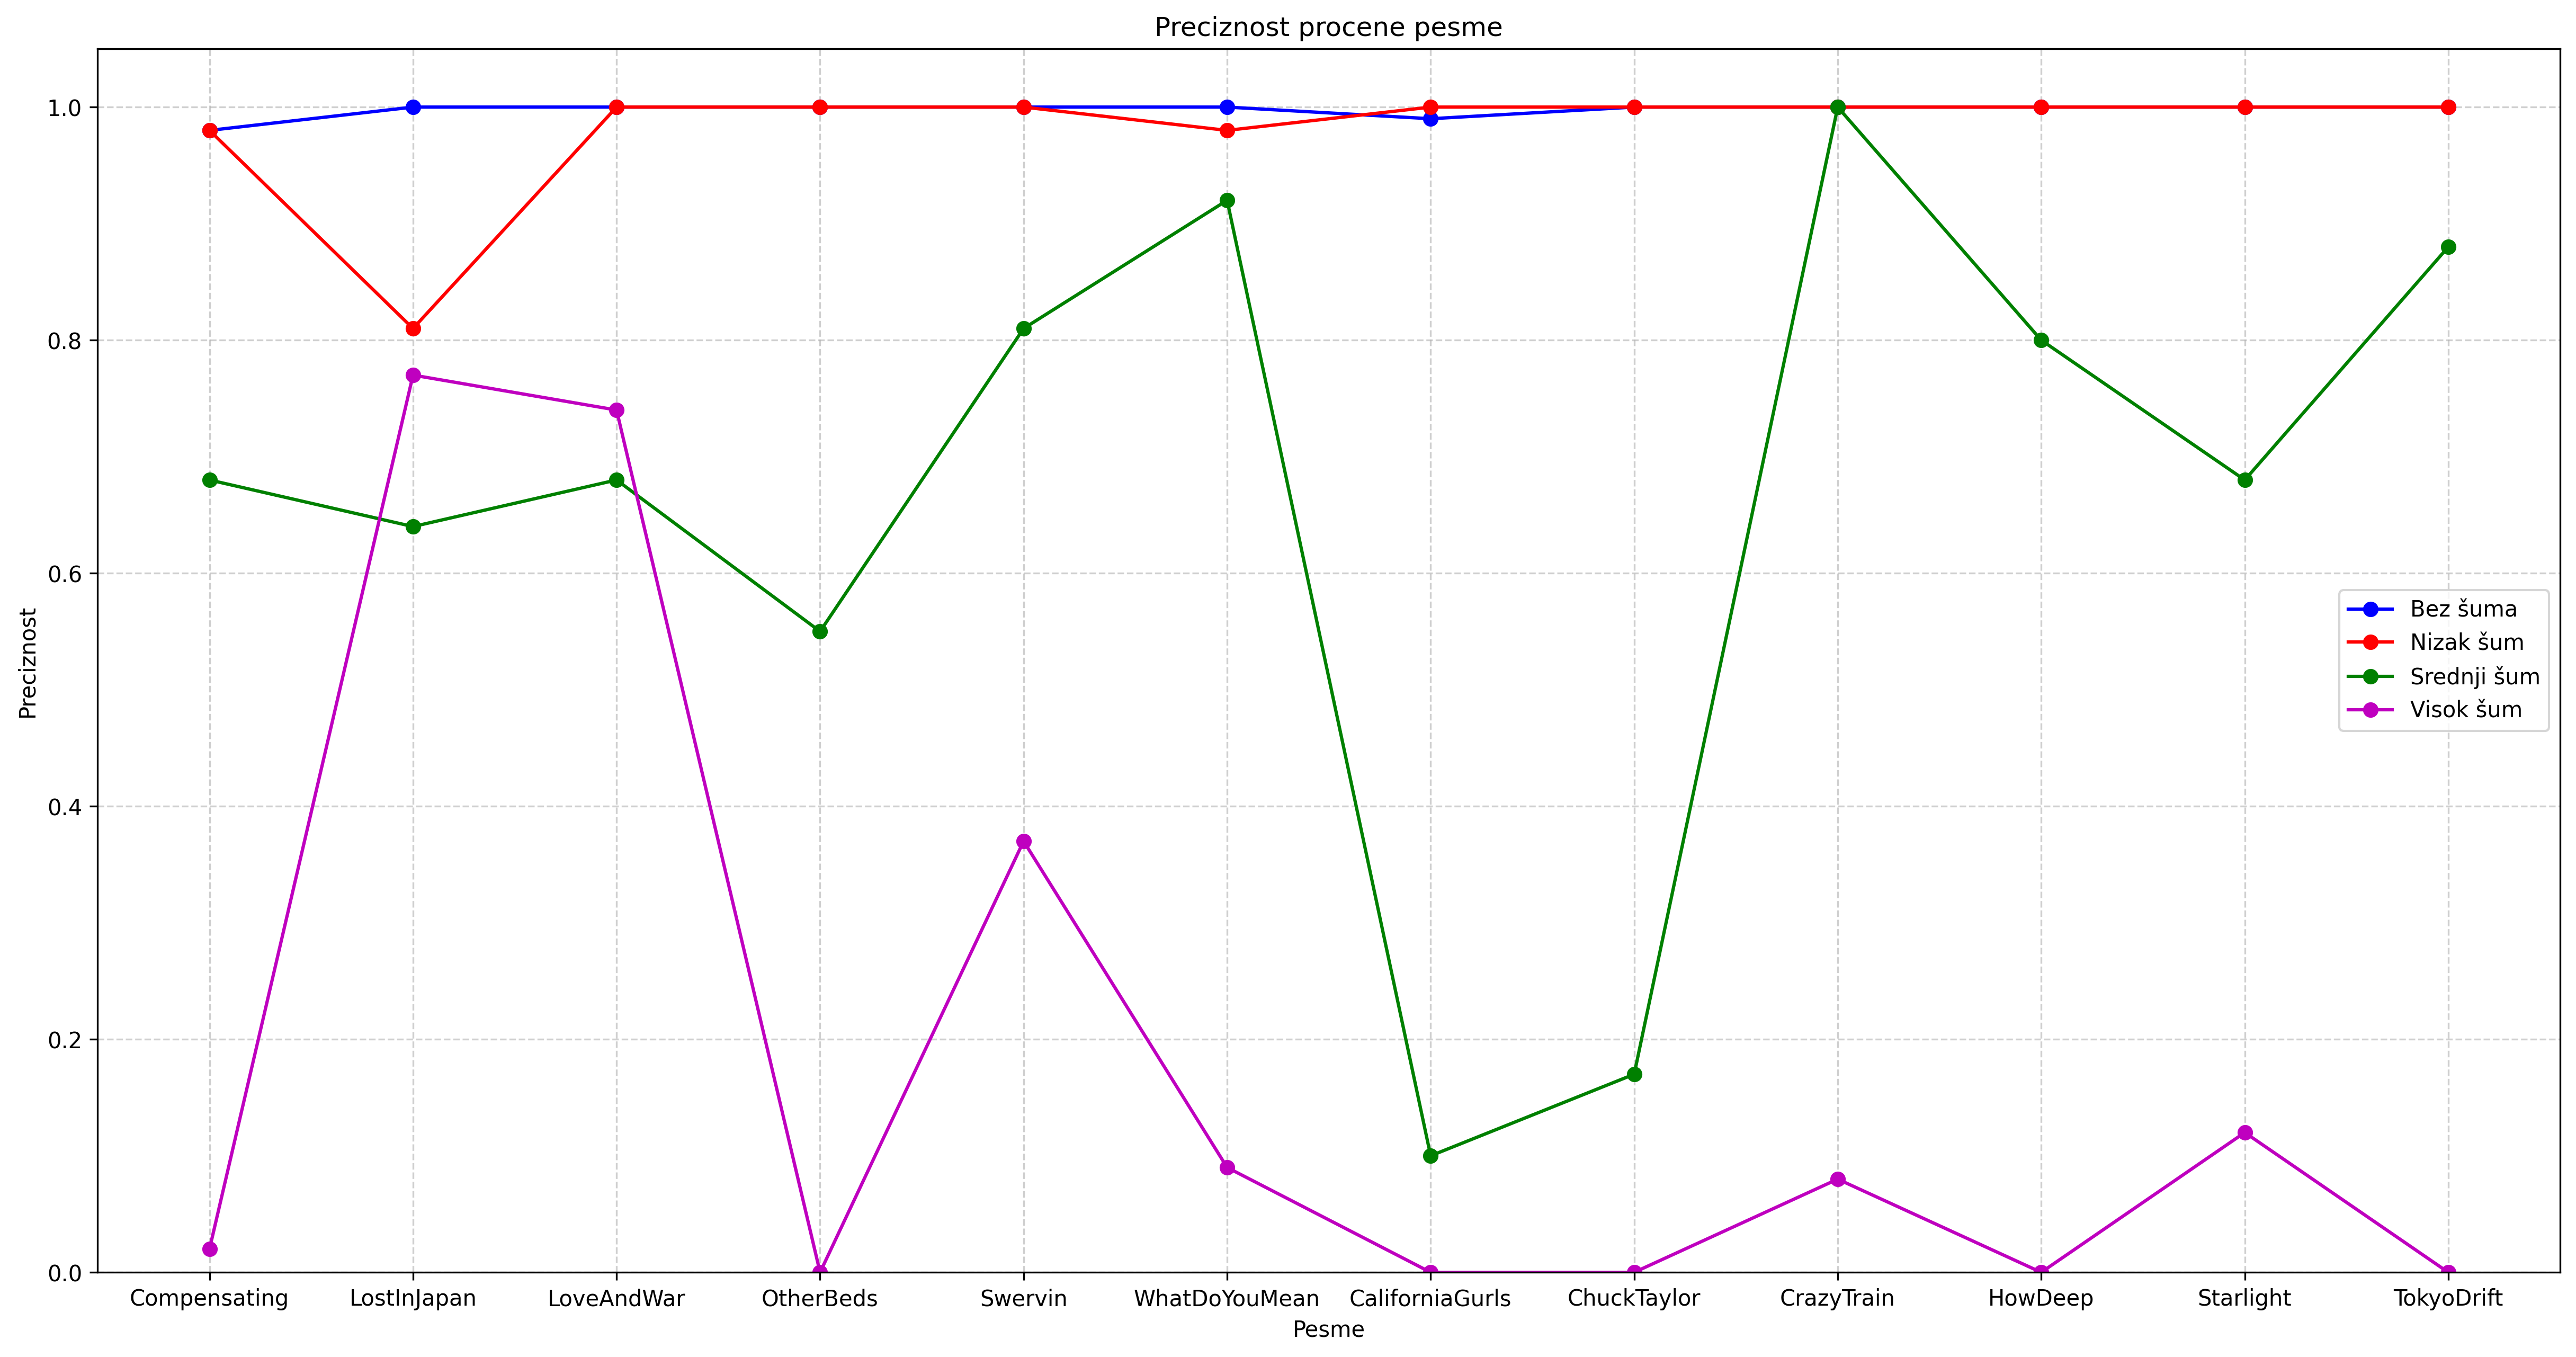 Preciznost procene pesme
Preciznost
1.0
0.8
0.6
0.4
0.2
0.0
Bez šuma
Nizak šum
Srednji šum
Visok šum
Compensating LostInJapan LoveAndWar OtherBeds Swervin WhatDoYouMean CaliforniaGurls ChuckTaylor CrazyTrain HowDeep Starlight TokyoDrift
Pesme